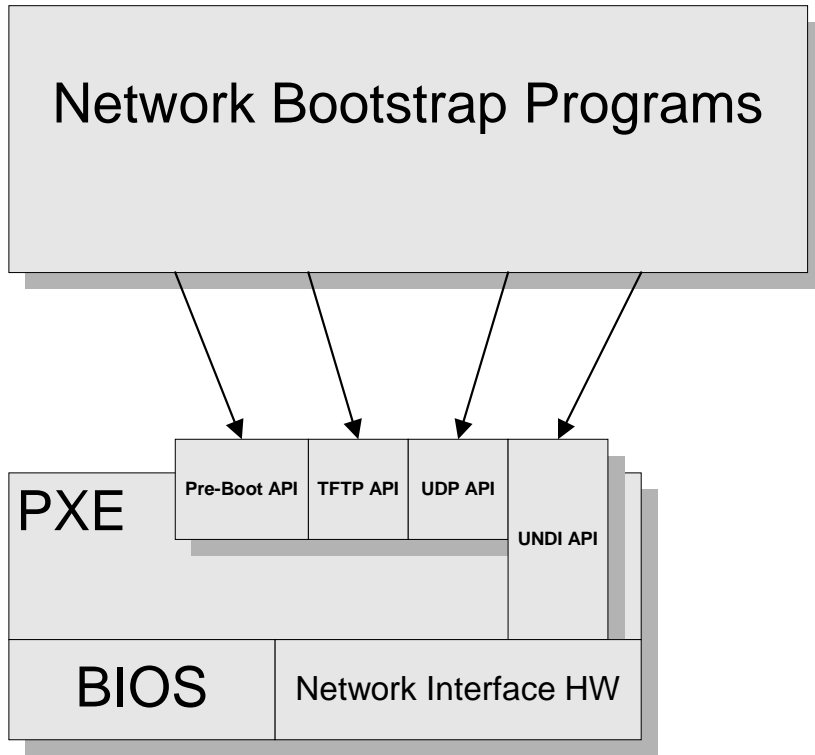 Network Bootstrap Programs
Pre-Boot API
TFTP API
UDP API
PXE
UNDI API
BIOS
Network Interface HW